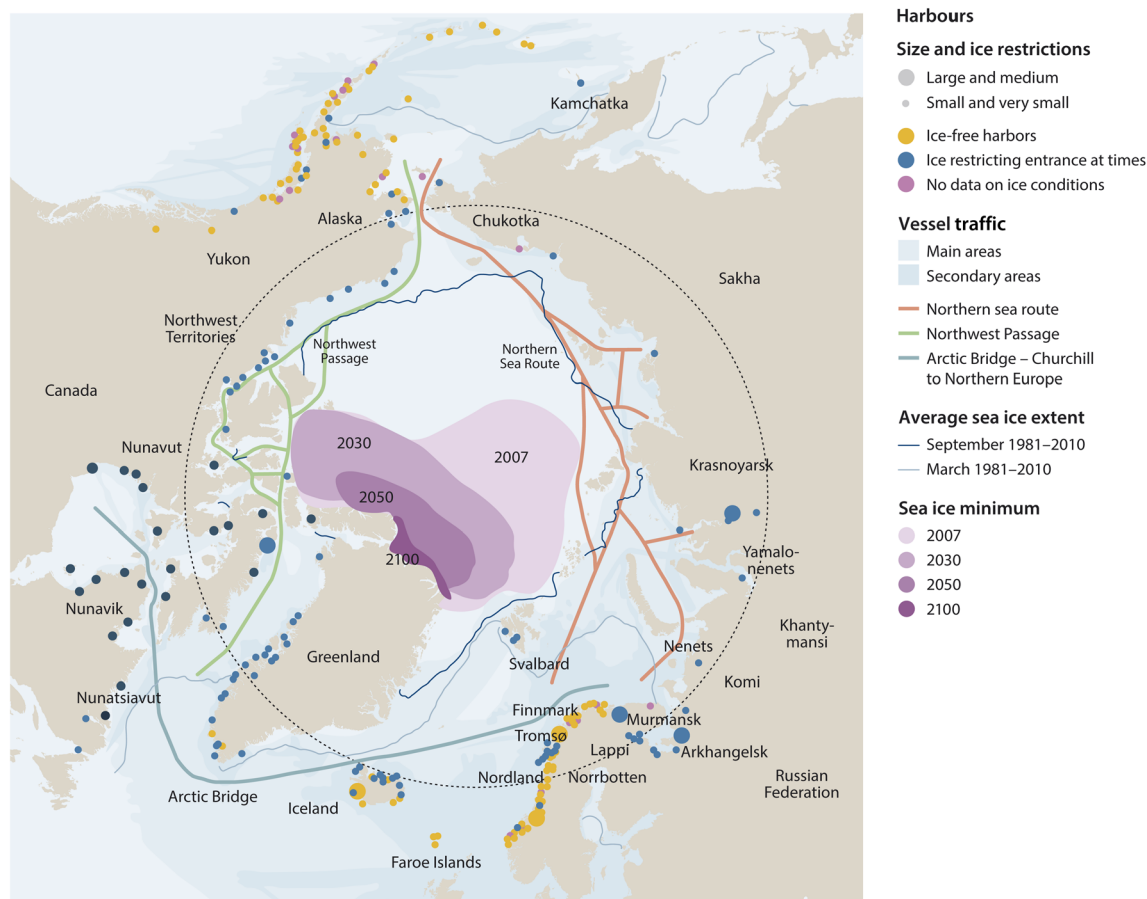 Kamchatka
Alaska
Chukotka
Yukon
Sakha
Northwest
Territories
Northwest
Passage
Northern
Sea Route
Canada
Nunavut
2030
2007
Krasnoyarsk
2050
2100
Yamalo-
nenets
Nunavik
Khanty-
mansi
Greenland
Svalbard
Nenets
Komi
Nunatsiavut
Finnmark
Murmansk
Tromsø
Lappi
Arkhangelsk
Nordland
Norrbotten
Russian
Federation
Arctic Bridge
Iceland
Faroe Islands
Harbours
Size and ice restrictions
Large and medium
Small and very small
Ice-free harbors
Ice restricting entrance at times
No data on ice conditions
Vessel traffic
Main areas
Secondary areas
Northern sea route
Northwest Passage
Arctic Bridge – Churchill
to Northern Europe
Average sea ice extent
September 1981–2010
March 1981–2010
Sea ice minimum
2007
2030
2050
2100